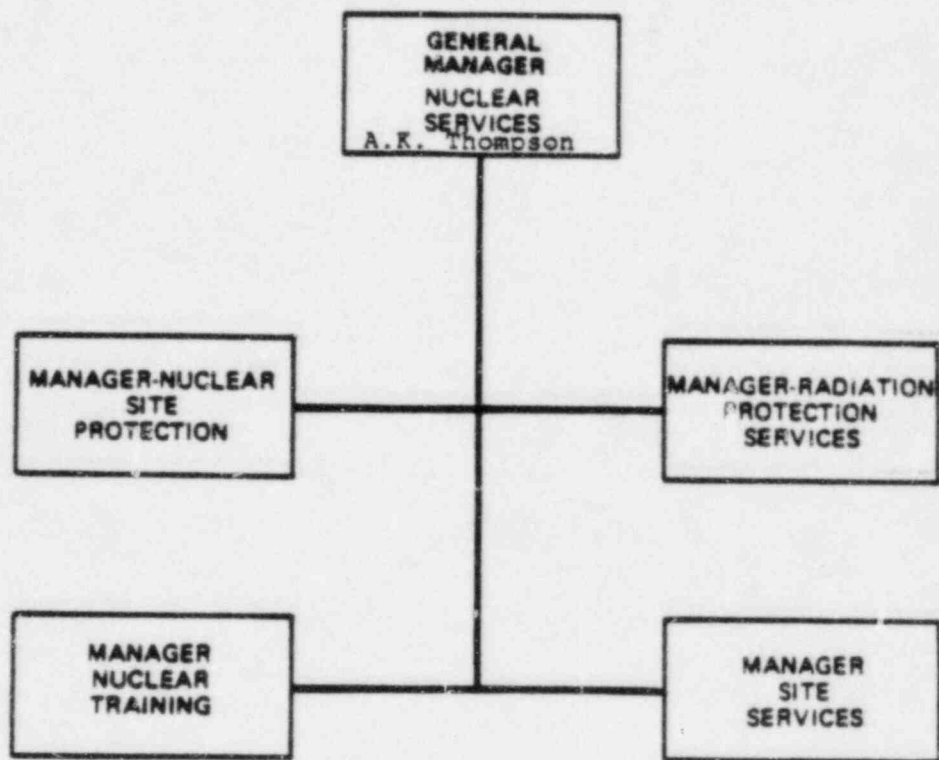 GENERAL
MANAGER
NUCLEAR
SERVICES
A.K. Thompson
MANAGER-NUCLEAR
SITE
PROTECTION
MANAGER-RADIATION
PROTECTION
SERVICES
MANAGER
NUCLEAR
TRAINING
MANAGER
SITE
SERVICES